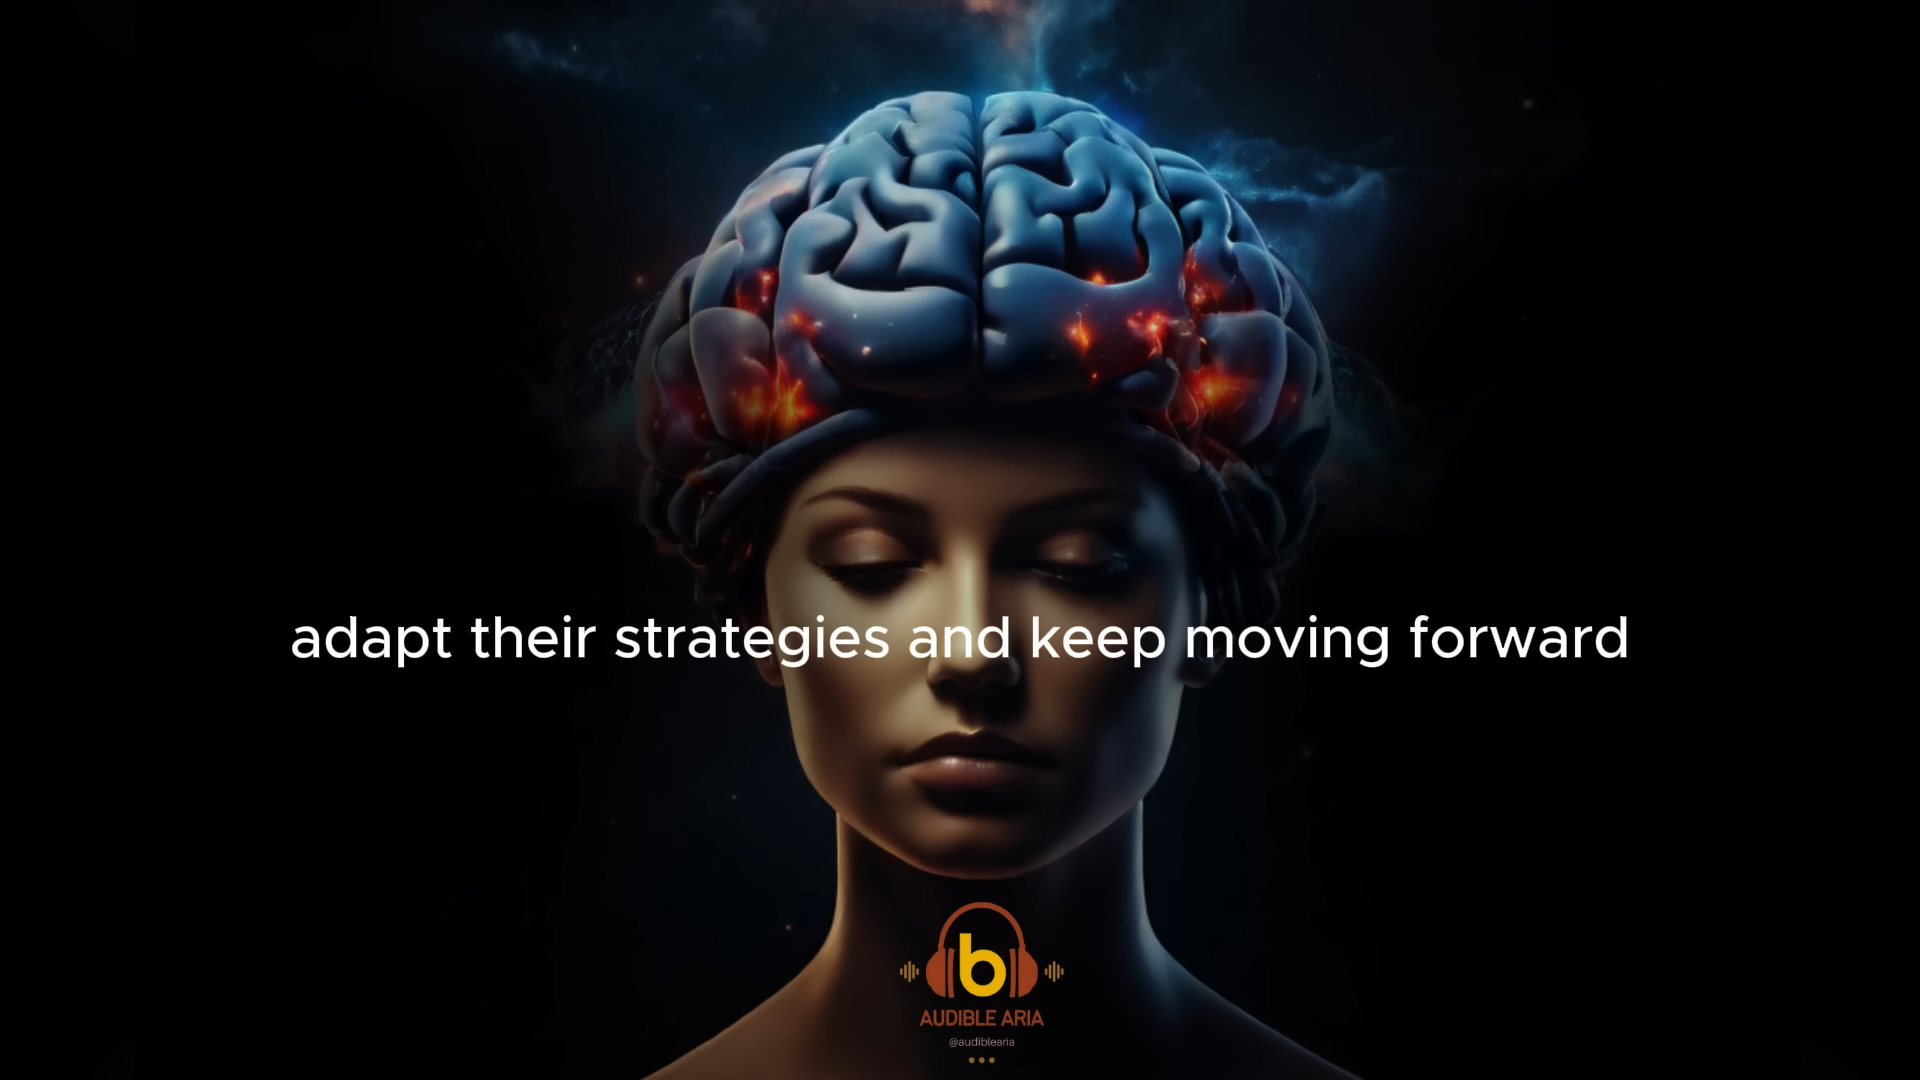 adapt their strategies and keep moving forward
b
AUDIBLE ARIA
@audiblearia